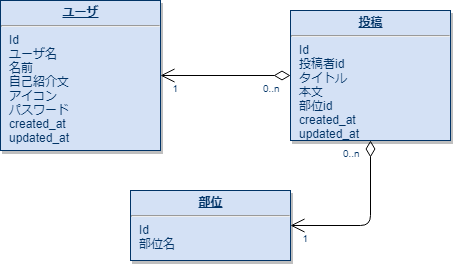 ユーザ
Id
ユーザ名
名前
自己紹介文
アイコン
パスワード
created_at
updated_at
1
0..n
投稿
Id
投稿者id
タイトル
本文
部位id
created_at
updated_at
0..n
部位
Id
部位名
1